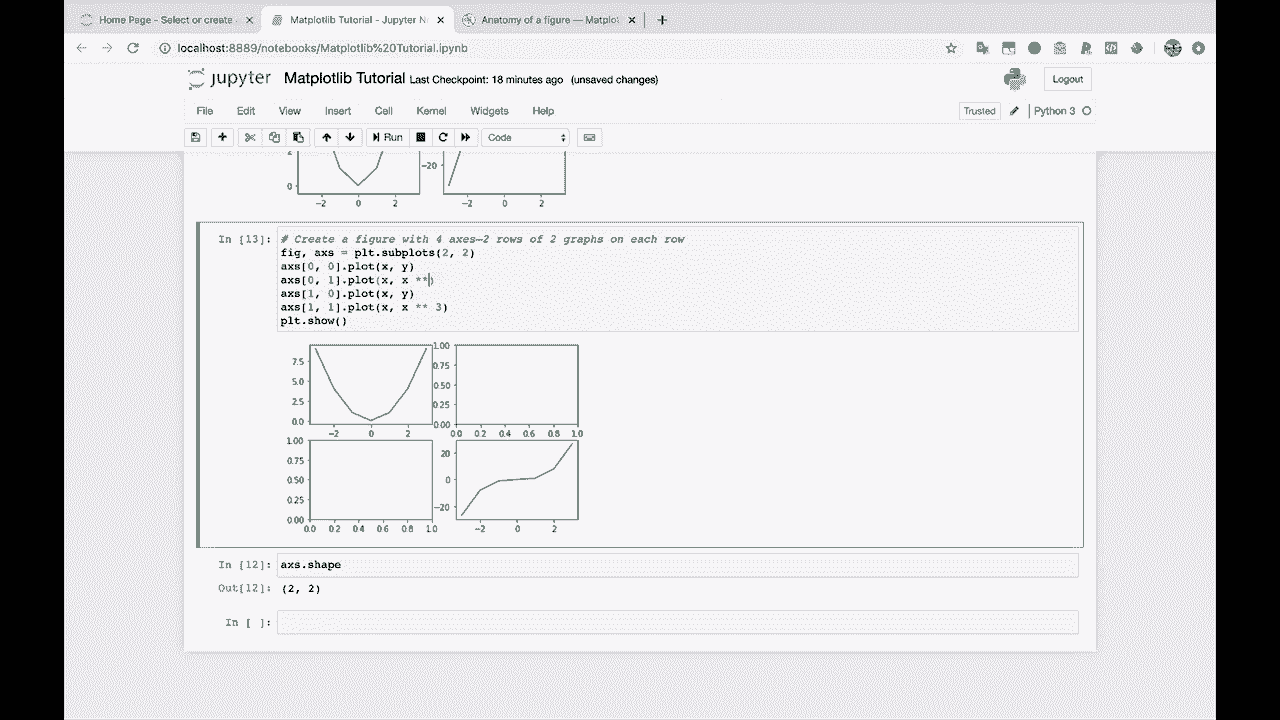 Home Page - Select or create
Matplotlib Tutorial - Jupyter N
Anatomy of a figure — Matplot
localhost:8889/notebooks/Matplotlib%20Tutorial.ipynb
jupyter Matplotlib Tutorial Last Checkpoint: 18 minutes ago (unsaved changes)
Logout
File Edit View Insert Cell Kernel Widgets Help
Trusted Python 3
Run Code
0 -20
-2 0 2 -2 0 2
In [13]: # Create a figure with 4 axes—2 rows of 2 graphs on each row
fig, axs = plt.subplots(2, 2)
axs[0, 0].plot(x, y)
axs[0, 1].plot(x, x **)
axs[1, 0].plot(x, y)
axs[1, 1].plot(x, x ** 3)
plt.show()
7.5 5.0 2.5 0.0
-2 0 2
1.00 0.75 0.50 0.25 0.00
0.0 0.2 0.4 0.6 0.8 1.0
1.00 0.75 0.50 0.25 0.00
0.0 0.2 0.4 0.6 0.8 1.0
20 0 -20
-2 0 2
In [12]: axs.shape
Out[12]: (2, 2)
In [ ]: